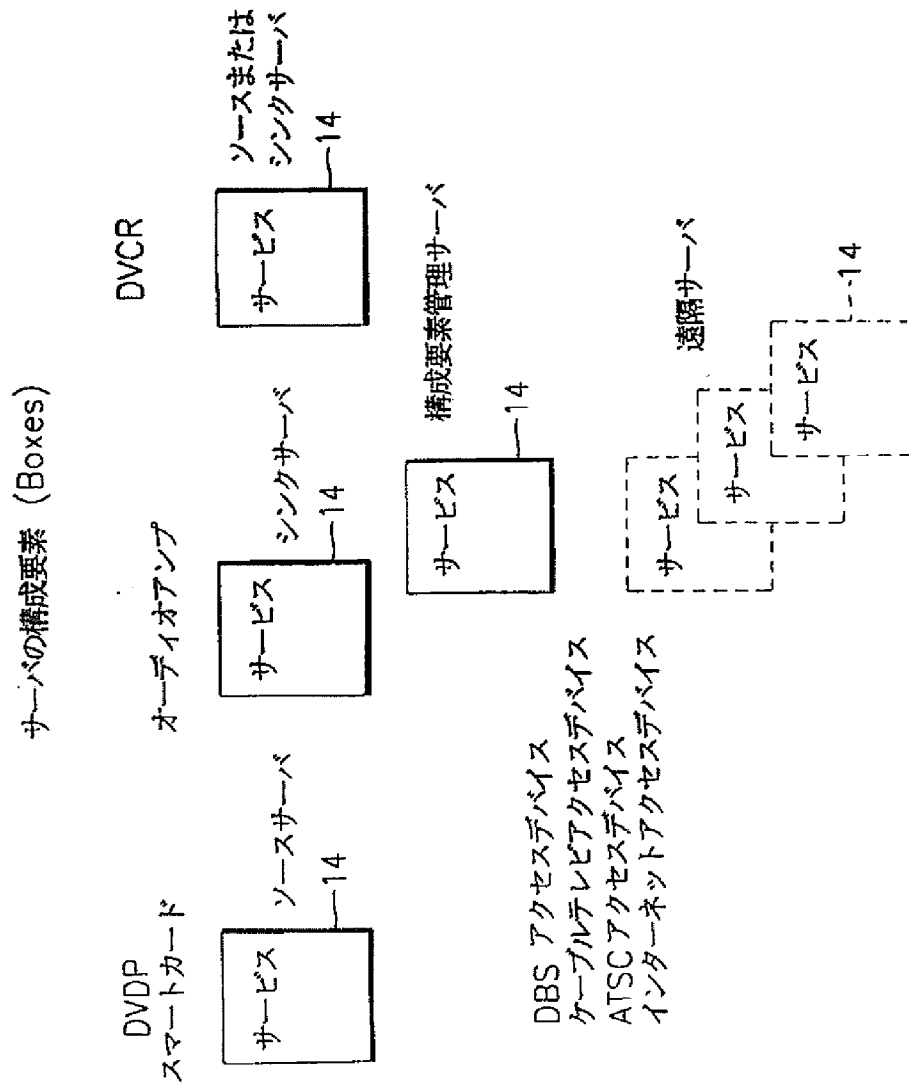 サーバの構成要素 (Boxes)
DVDP
スマートカード
サービス
ソースサーバ
14
オーディオアンプ
サービス
シンクサーバ
14
DVCR
サービス
ソースまたは
シンクサーバ
14
サービス
構成要素管理サーバ
14
DBS アクセスデバイス
ケーブルテレビアクセスデバイス
ATSC アクセスデバイス
インターネットアクセスデバイス
サービス
サービス
サービス
遠隔サーバ
14